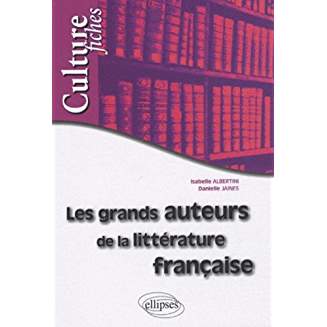 Culture
fiches
Isabelle ALBERTINI
Danielle JAINES
Les grands auteurs
de la littérature
française
ellipses